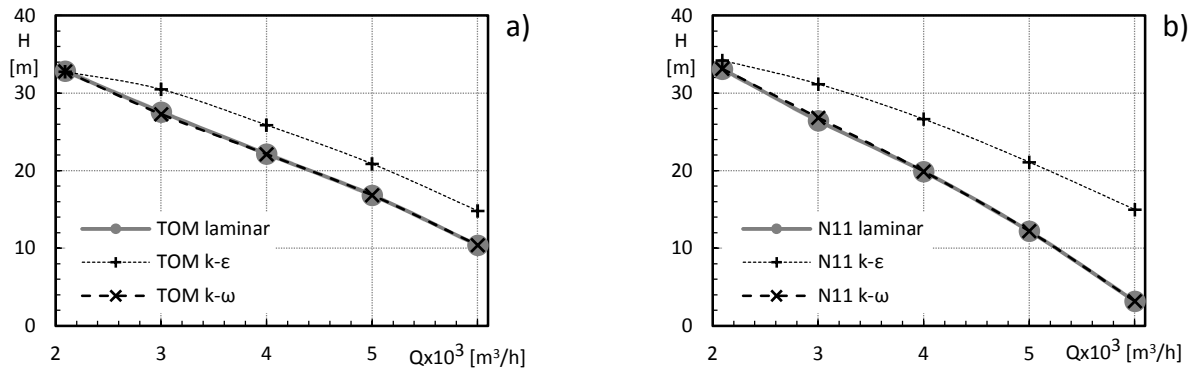 40
H
[m]
30
20
10
0
a)
TOM laminar
TOM k-ε
TOM k-ω
2 3 4 5 Qx10³ [m³/h]
40
H
[m]
30
20
10
0
b)
N11 laminar
N11 k-ε
N11 k-ω
2 3 4 5 Qx10³ [m³/h]